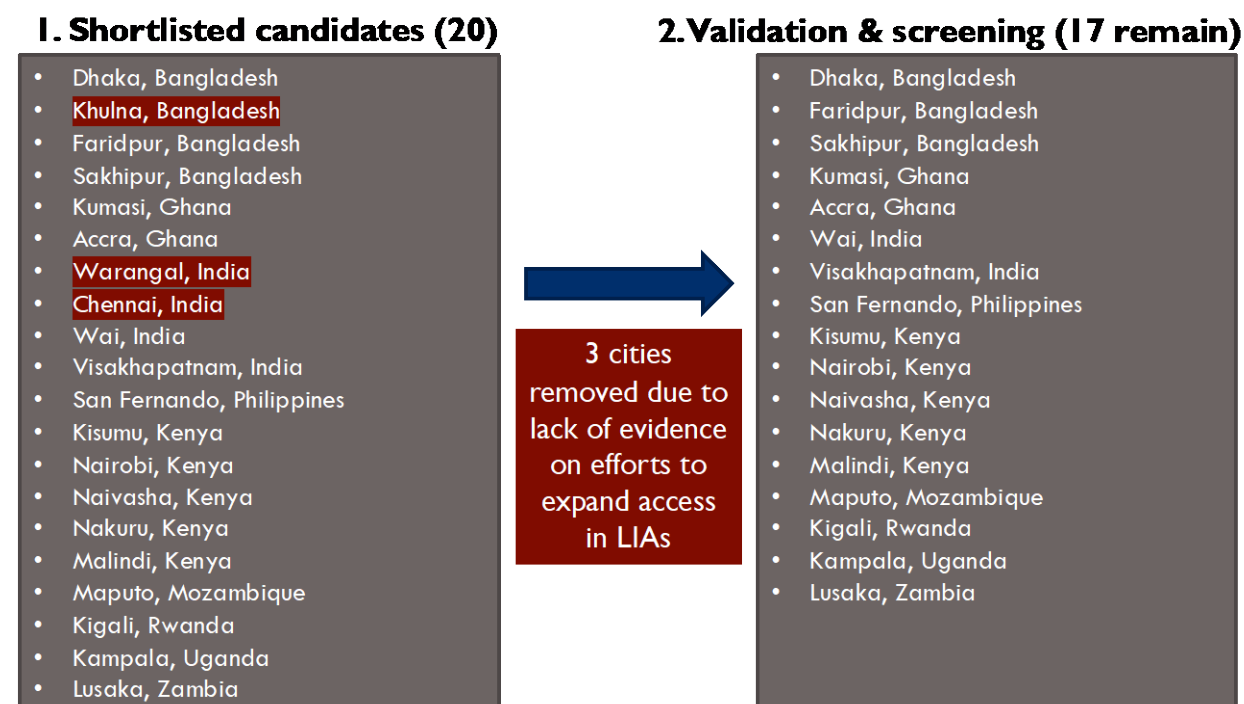 1. Shortlisted candidates (20)
• Dhaka, Bangladesh
• Khulna, Bangladesh
• Faridpur, Bangladesh
• Sakhipur, Bangladesh
• Kumasi, Ghana
• Accra, Ghana
• Warangal, India
• Chennai, India
• Wai, India
• Visakhapatnam, India
• San Fernando, Philippines
• Kisumu, Kenya
• Nairobi, Kenya
• Naivasha, Kenya
• Nakuru, Kenya
• Malindi, Kenya
• Maputo, Mozambique
• Kigali, Rwanda
• Kampala, Uganda
• Lusaka, Zambia
3 cities
removed due to
lack of evidence
on efforts to
expand access
in LIAs
2. Validation & screening (17 remain)
• Dhaka, Bangladesh
• Faridpur, Bangladesh
• Sakhipur, Bangladesh
• Kumasi, Ghana
• Accra, Ghana
• Wai, India
• Visakhapatnam, India
• San Fernando, Philippines
• Kisumu, Kenya
• Nairobi, Kenya
• Naivasha, Kenya
• Nakuru, Kenya
• Malindi, Kenya
• Maputo, Mozambique
• Kigali, Rwanda
• Kampala, Uganda
• Lusaka, Zambia